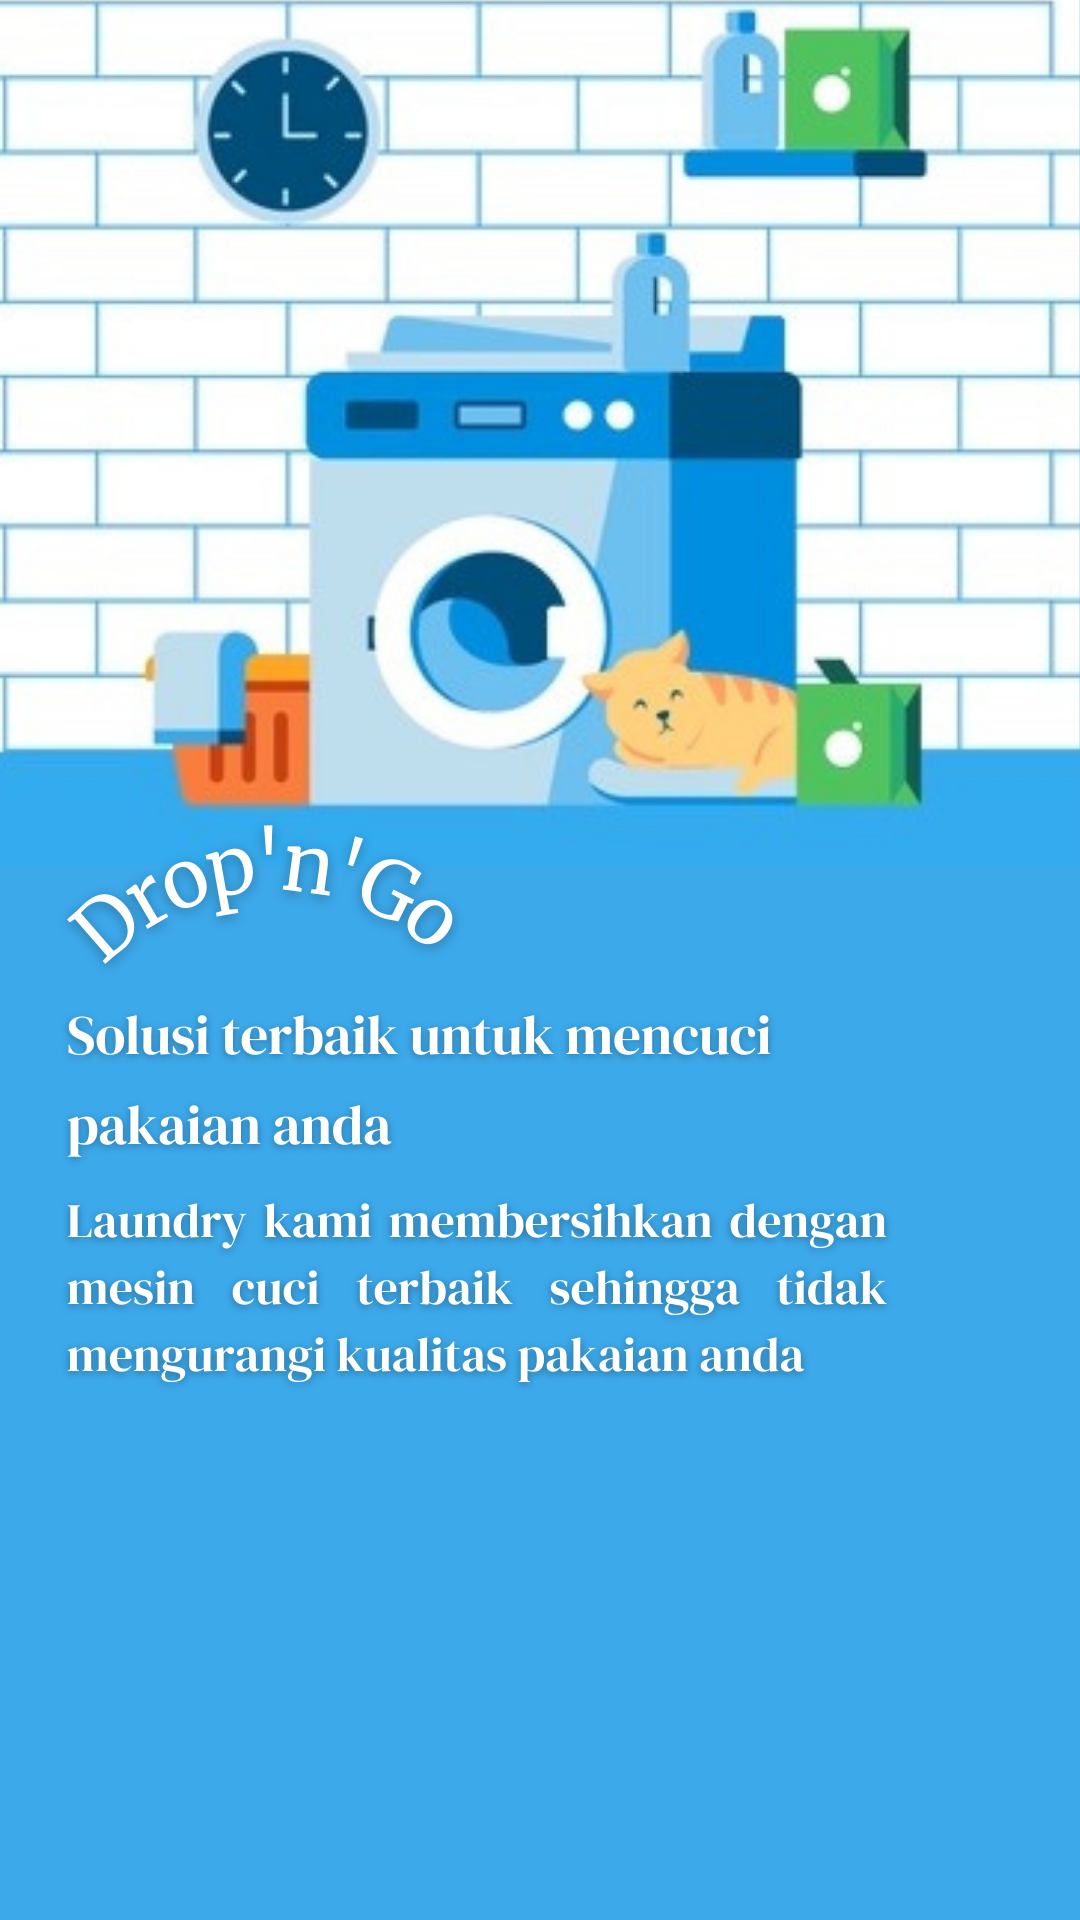 Drop'n'Go
Solusi terbaik untuk mencuci
pakaian anda
Laundry kami membersihkan dengan
mesin cuci terbaik sehingga tidak
mengurangi kualitas pakaian anda